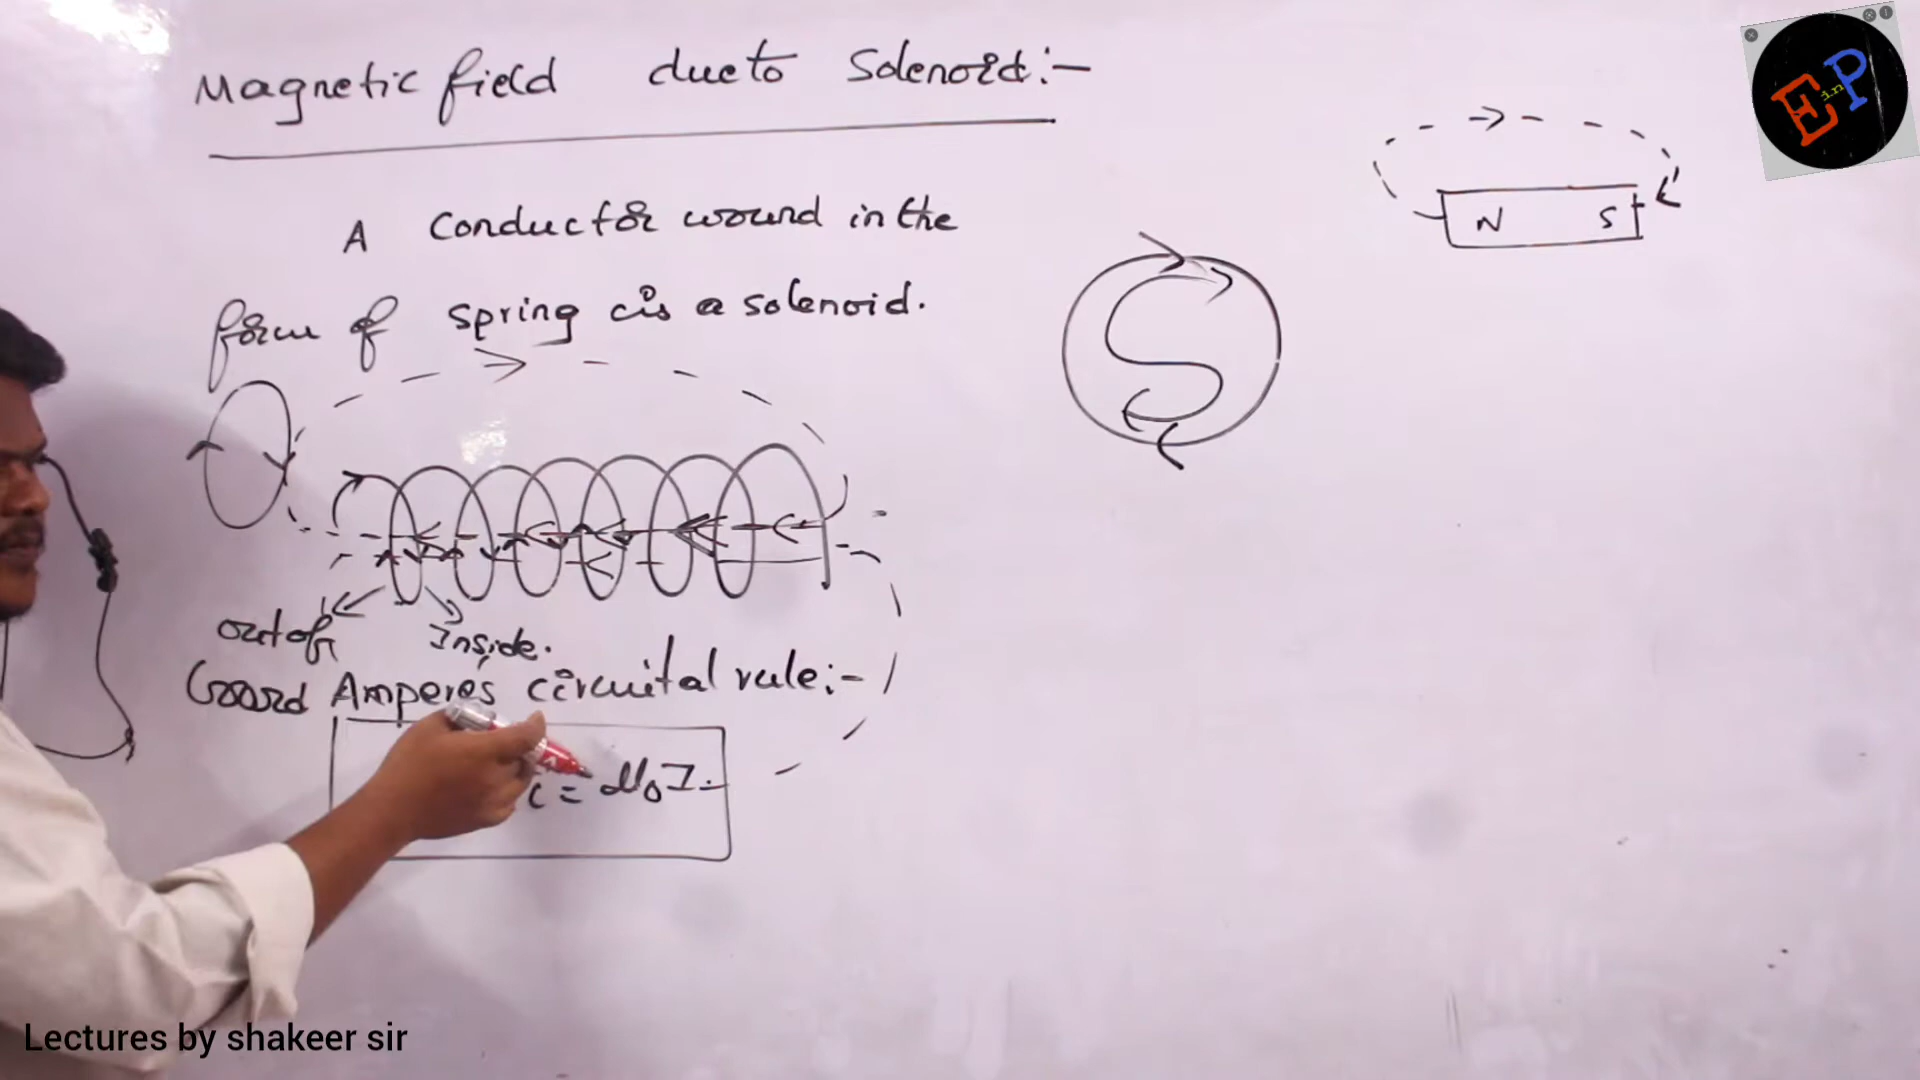 Magnetic field due to Solenoid:-
A Conductor wound in the
form of spring is a solenoid.
N S
S
out of
Inside.
Amperes circuital rule:-
= μ0I.
E in P
Lectures by shakeer sir